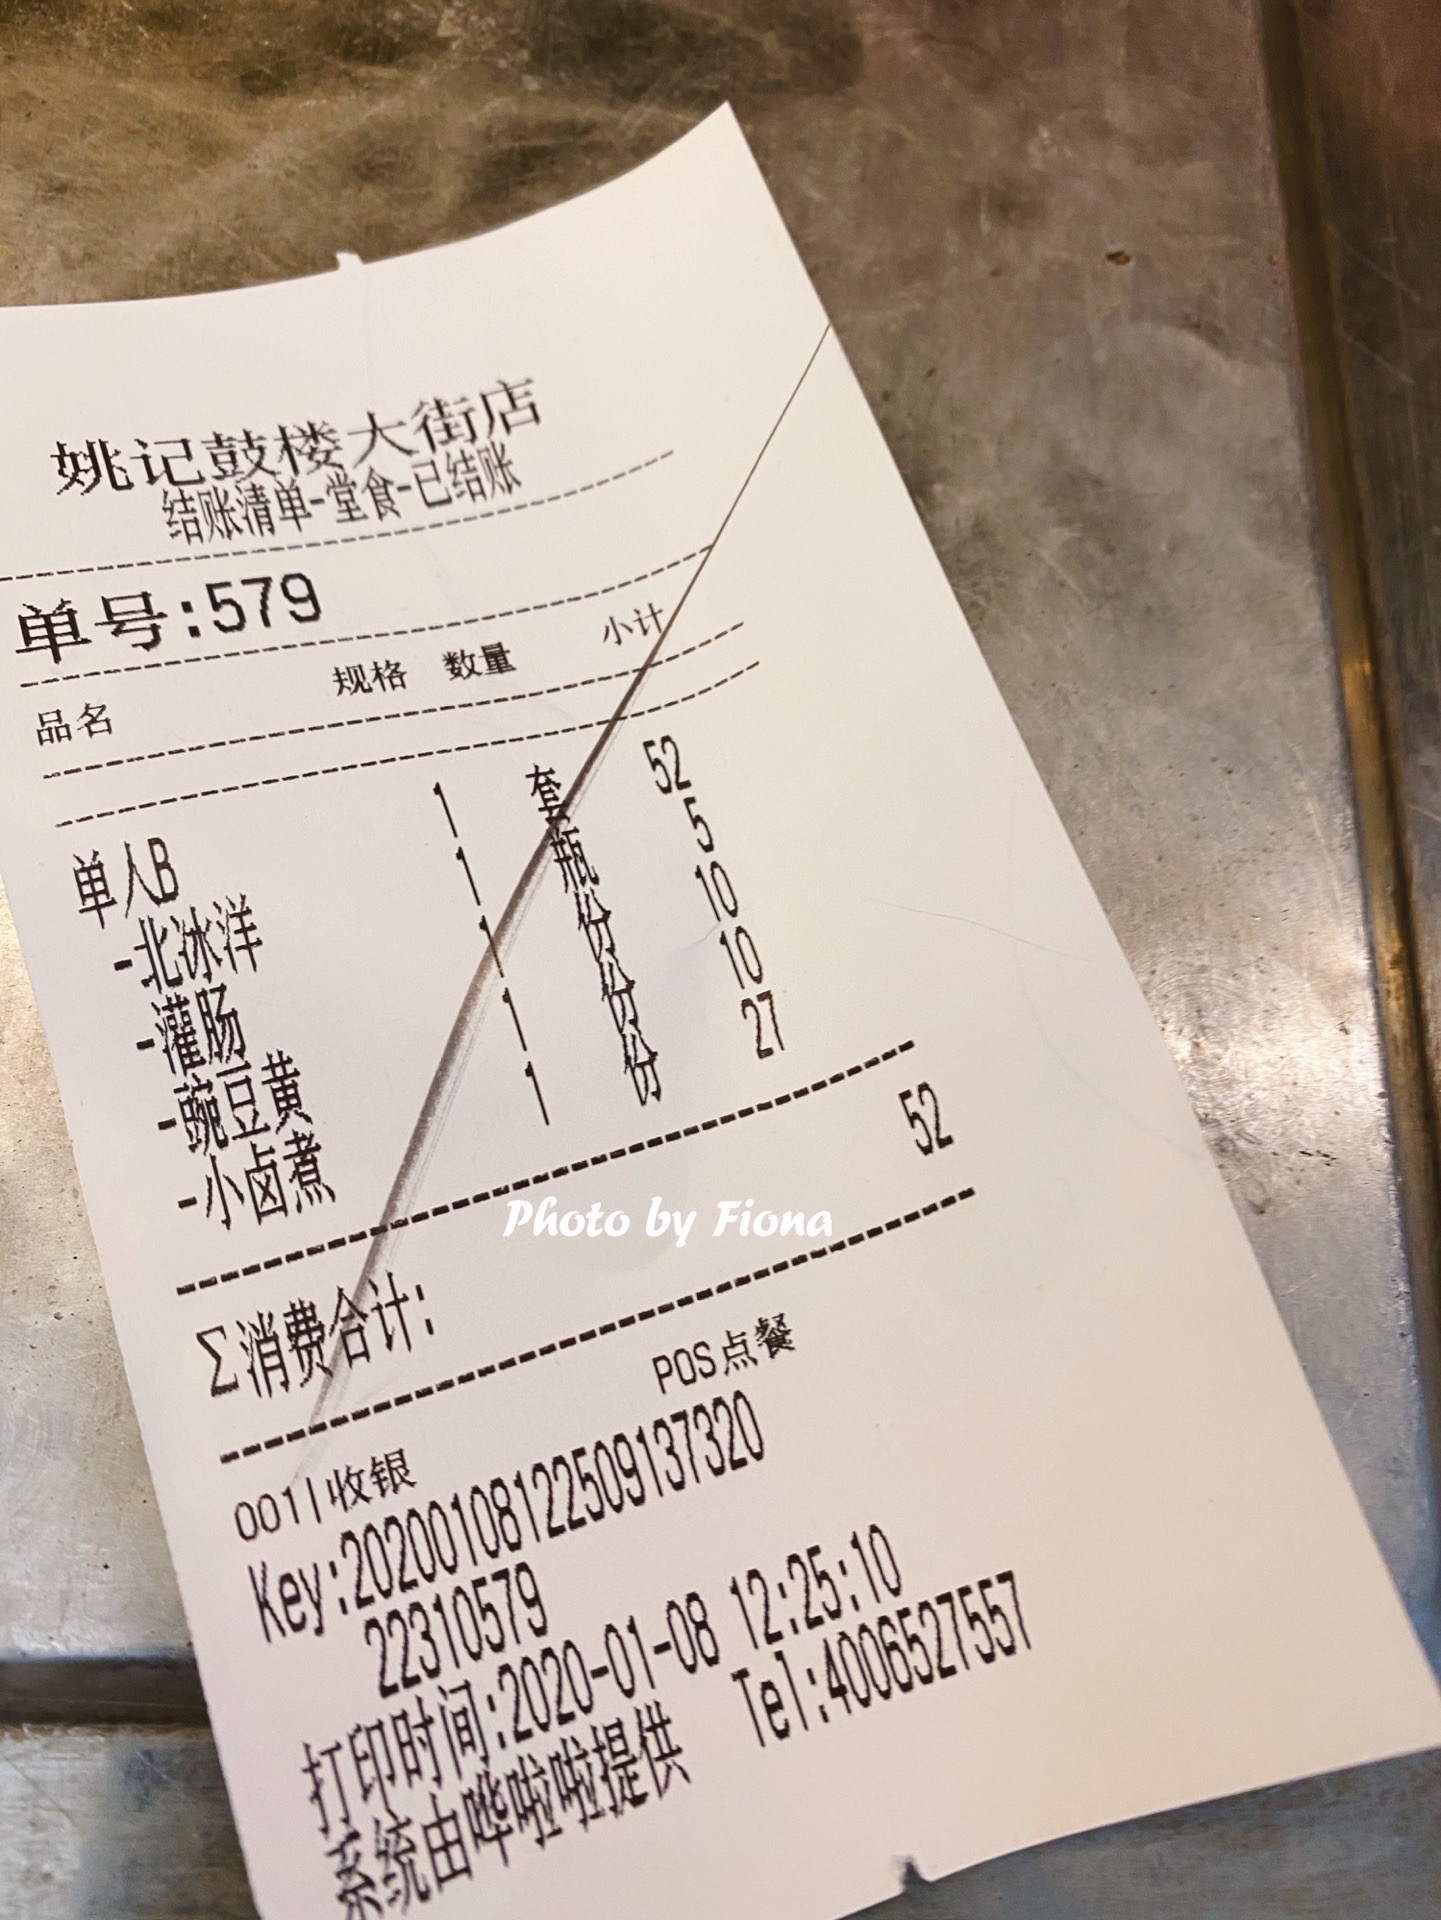 姚记鼓楼大街店
结账清单-堂食-已结账
单号:579
品名 规格 数量 小计
单人B 1 套 52
-北冰洋 1 瓶 5
-灌肠 1 份 10
-豌豆黄 1 份 10
-小卤煮 1 份 27
Σ消费合计: 52
001|收银 POS点餐
Key:20200108122509137320
22310579
打印时间:2020-01-08 12:25:10
系统由哗啦啦提供 Tel:4006527557
Photo by Fiona